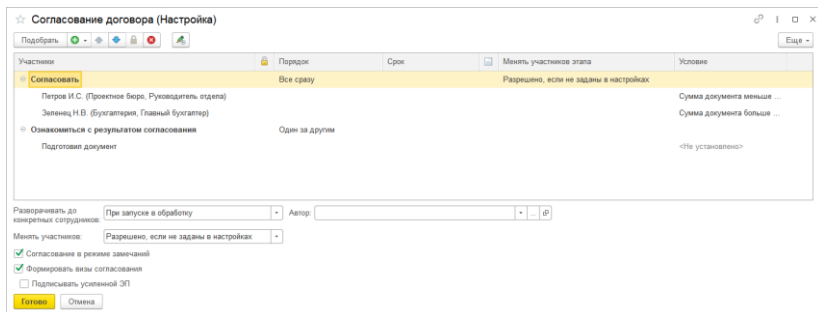 Согласование договора (Настройка)
Подобрать
Еще
Участники Порядок Срок Менять участников этапа Условие
Согласовать Все сразу Разрешено, если не заданы в настройках
Петров И.С. (Проектное бюро, Руководитель отдела) Сумма документа меньше ...
Зеленец Н.В. (Бухгалтерия, Главный бухгалтер) Сумма документа больше ...
Ознакомиться с результатом согласования Один за другим
Подготовил документ <Не установлено>
Разворачивать до
конкретных сотрудников: При запуске в обработку Автор:
Менять участников: Разрешено, если не заданы в настройках
Согласование в режиме замечаний
Формировать визы согласования
Подписывать усиленной ЭП
Готово Отмена